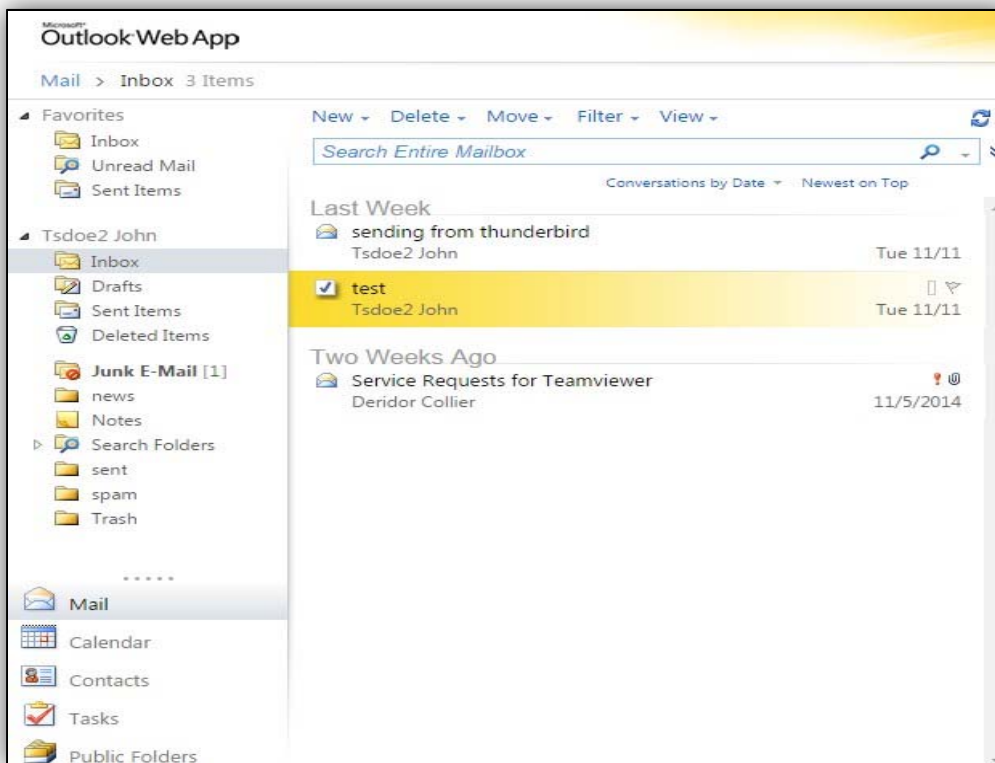 Microsoft
Outlook Web App
Mail > Inbox 3 Items
Favorites
Inbox
Unread Mail
Sent Items
Tsdoe2 John
Inbox
Drafts
Sent Items
Deleted Items
Junk E-Mail [1]
news
Notes
Search Folders
sent
spam
Trash
Mail
Calendar
Contacts
Tasks
Public Folders
New Delete Move Filter View
Search Entire Mailbox
Conversations by Date Newest on Top
Last Week
sending from thunderbird
Tsdoe2 John Tue 11/11
test
Tsdoe2 John Tue 11/11
Two Weeks Ago
Service Requests for Teamviewer
Deridor Collier 11/5/2014